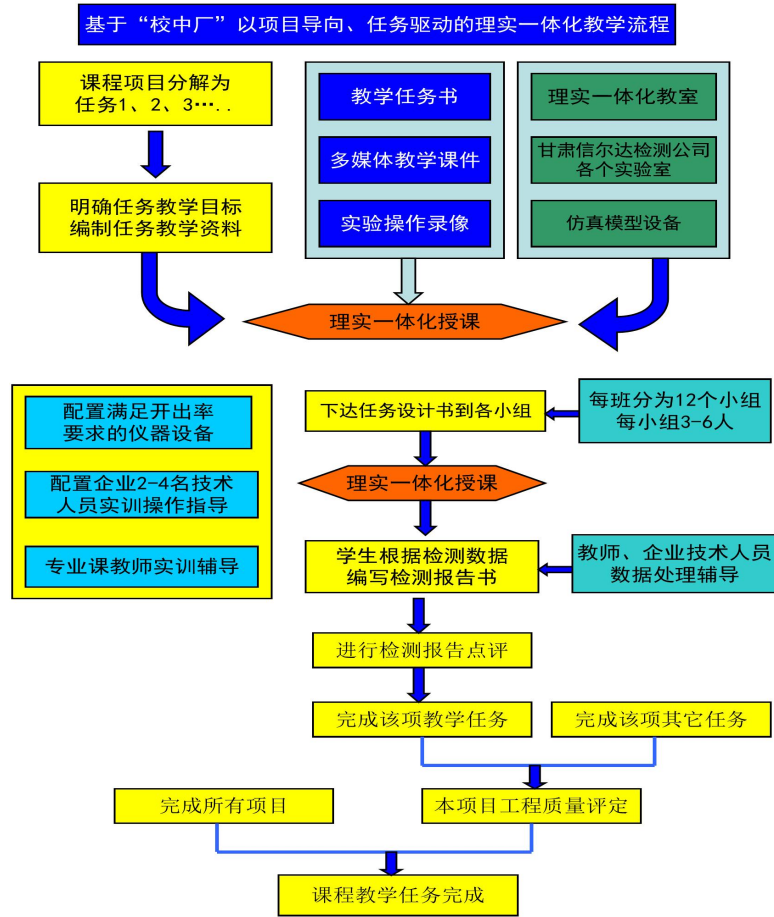 基于“校中厂”以项目导向、任务驱动的理实一体化教学流程
课程项目分解为
任务1、2、3…..
明确任务教学目标
编制任务教学资料
教学任务书
多媒体教学课件
实验操作录像
理实一体化教室
甘肃信尔达检测公司
各个实验室
仿真模型设备
理实一体化授课
配置满足开出率
要求的仪器设备
配置企业2-4名技术
人员实训操作指导
专业课教师实训辅导
下达任务设计书到各小组
每班分为12个小组
每小组3-6人
理实一体化授课
学生根据检测数据
编写检测报告书
教师、企业技术人员
数据处理辅导
进行检测报告点评
完成该项教学任务
完成该项其它任务
完成所有项目
本项目工程质量评定
课程教学任务完成